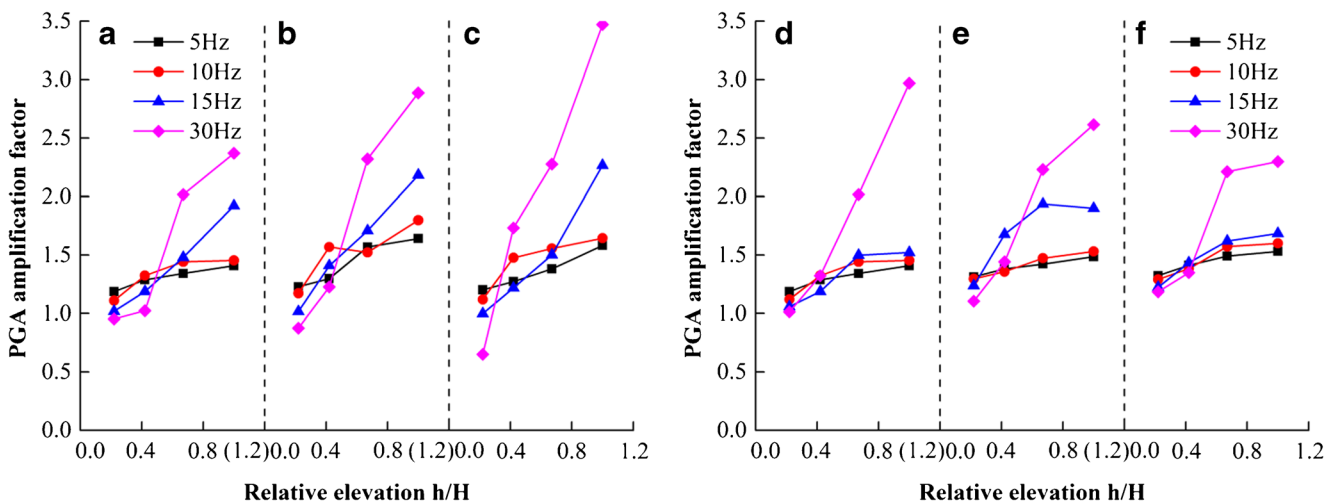 a
5Hz
10Hz
15Hz
30Hz
b
c
3.5
3.0
2.5
2.0
1.5
1.0
0.5
0.0
PGA amplification factor
0.0 0.4 0.8 (1.2)0.0 0.4 0.8 (1.2)0.0 0.4 0.8 1.2
Relative elevation h/H
d
e
f
5Hz
10Hz
15Hz
30Hz
3.5
3.0
2.5
2.0
1.5
1.0
0.5
0.0
PGA amplification factor
0.0 0.4 0.8 (1.2)0.0 0.4 0.8 (1.2)0.0 0.4 0.8 1.2
Relative elevation h/H